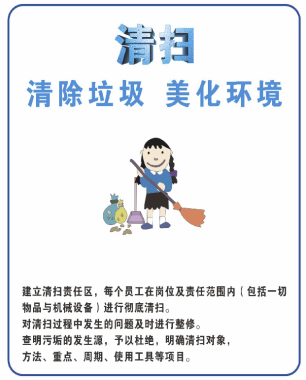 清扫
清除垃圾 美化环境
建立清扫责任区，每个员工在岗位及责任范围内（包括一切
物品与机械设备）进行彻底清扫。
对清扫过程中发生的问题及时进行整修。
查明污垢的发生源，予以杜绝，明确清扫对象，
方法、重点、周期、使用工具等项目。